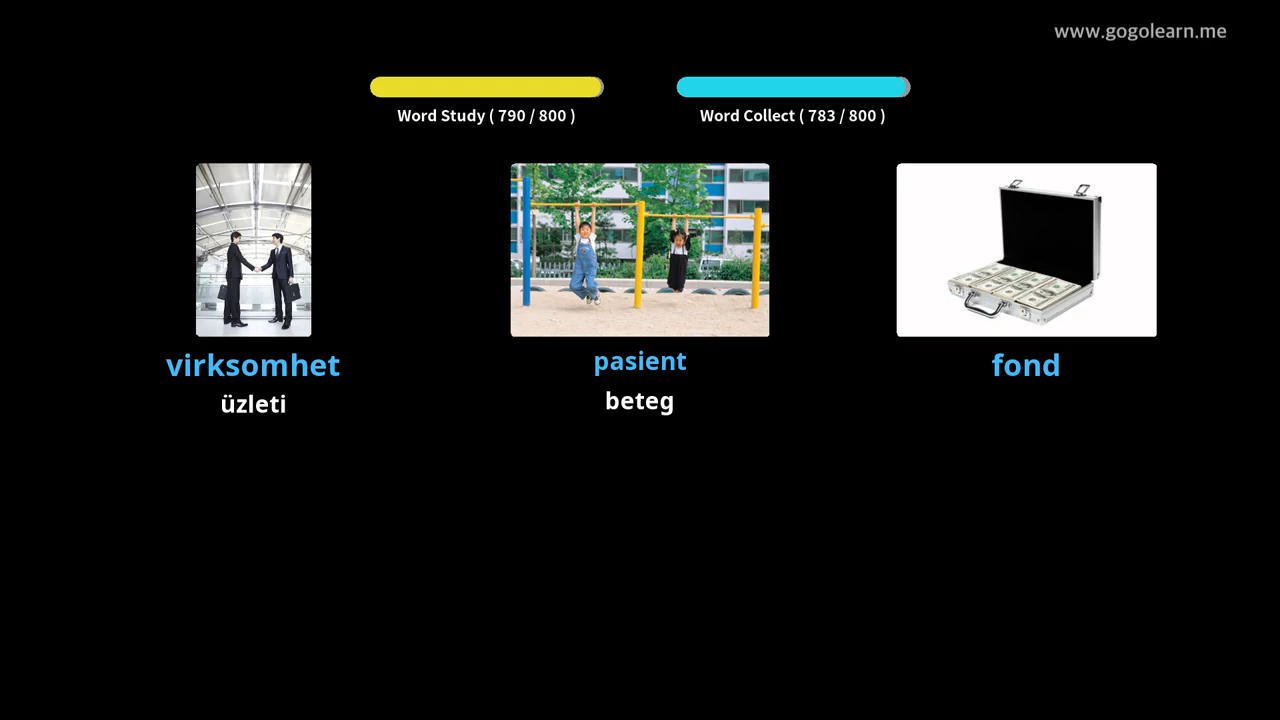 www.gogolearn.me
Word Study ( 790 / 800 )
Word Collect ( 783 / 800 )
virksomhet
üzleti
pasient
beteg
fond